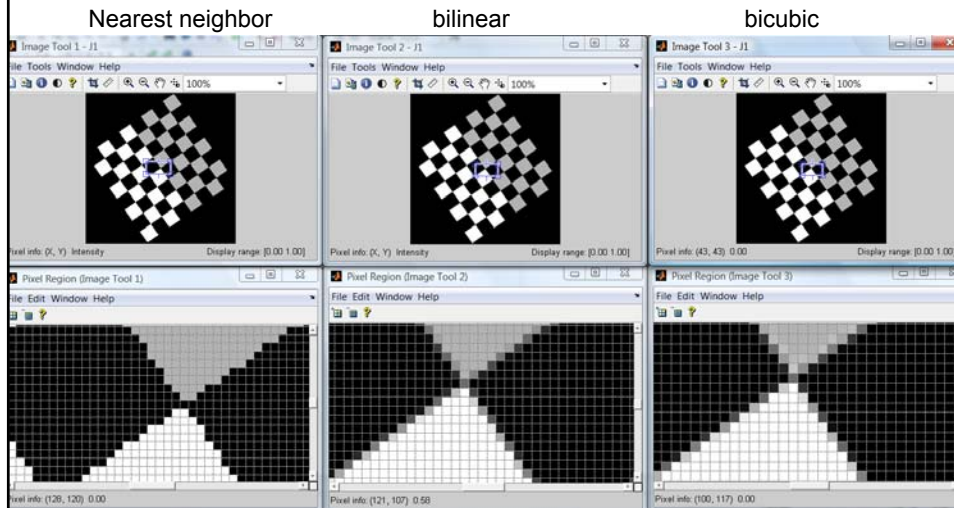 Nearest neighbor
bilinear
bicubic
Image Tool 1 - J1
File Tools Window Help
100%
Pixel info: (X, Y) Intensity
Display range: [0.00 1.00]
Pixel Region (Image Tool 1)
File Edit Window Help
Pixel info: (128, 120) 0.00
Image Tool 2 - J1
File Tools Window Help
100%
Pixel info: (X, Y) Intensity
Display range: [0.00 1.00]
Pixel Region (Image Tool 2)
File Edit Window Help
Pixel info: (121, 107) 0.58
Image Tool 3 - J1
File Tools Window Help
100%
Pixel info: (43, 43) 0.00
Display range: [0.00 1.00]
Pixel Region (Image Tool 3)
File Edit Window Help
Pixel info: (100, 117) 0.00